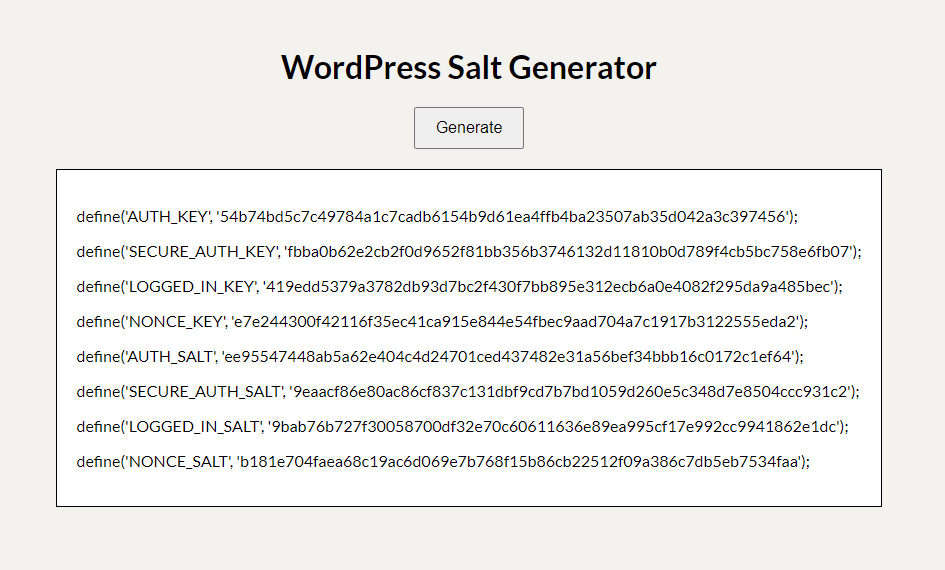 WordPress Salt Generator
Generate
define('AUTH_KEY', '54b74bd5c7c49784a1c7cadb6154b9d61ea4ffb4ba23507ab35d042a3c397456');
define('SECURE_AUTH_KEY', 'fbba0b62e2cb2f0d9652f81bb356b3746132d11810b0d789f4cb5bc758e6fb07');
define('LOGGED_IN_KEY', '419edd5379a3782db93d7bc2f430f7bb895e312ecb6a0e4082f295da9a485bec');
define('NONCE_KEY', 'e7e244300f42116f35ec41ca915e844e54fbec9aad704a7c1917b3122555eda2');
define('AUTH_SALT', 'ee95547448ab5a62e404c4d24701ced437482e31a56bef34bbb16c0172c1ef64');
define('SECURE_AUTH_SALT', '9eaacf86e80ac86cf837c131dbf9cd7b7bd1059d260e5c348d7e8504ccc931c2');
define('LOGGED_IN_SALT', '9bab76b727f30058700df32e70c60611636e89ea995cf17e992cc9941862e1dc');
define('NONCE_SALT', 'b181e704faea68c19ac6d069e7b768f15b86cb22512f09a386c7db5eb7534faa');